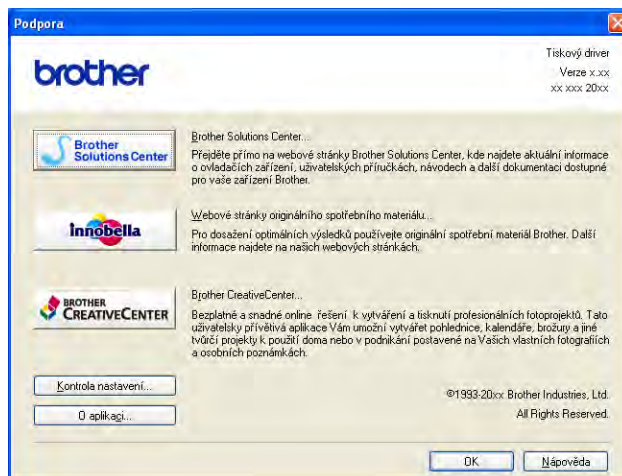 Podpora
brother
Tiskový driver
Verze x.xx
xx xxx 20xx
Brother
Solutions Center
Brother Solutions Center...
Přejděte přímo na webové stránky Brother Solutions Center, kde najdete aktuální informace
o ovladačích zařízení, uživatelských příručkách, návodech a další dokumentaci dostupné
pro vaše zařízení Brother.
innobella
Webové stránky originálního spotřebního materiálu...
Pro dosažení optimálních výsledků používejte originální spotřební materiál Brother. Další
informace najdete na našich webových stránkách.
BROTHER
CREATIVECENTER
Brother CreativeCenter...
Bezplatné a snadné online řešení k vytváření a tisknutí profesionálních fotoprojektů. Tato
uživatelsky přívětivá aplikace Vám umožní vytvářet pohlednice, kalendáře, brožury a jiné
tvůrčí projekty k použití doma nebo v podnikání postavené na Vašich vlastních fotografiích
a osobních poznámkách.
Kontrola nastavení...
O aplikaci...
©1993-20xx Brother Industries, Ltd.
All Rights Reserved.
OK
Nápověda